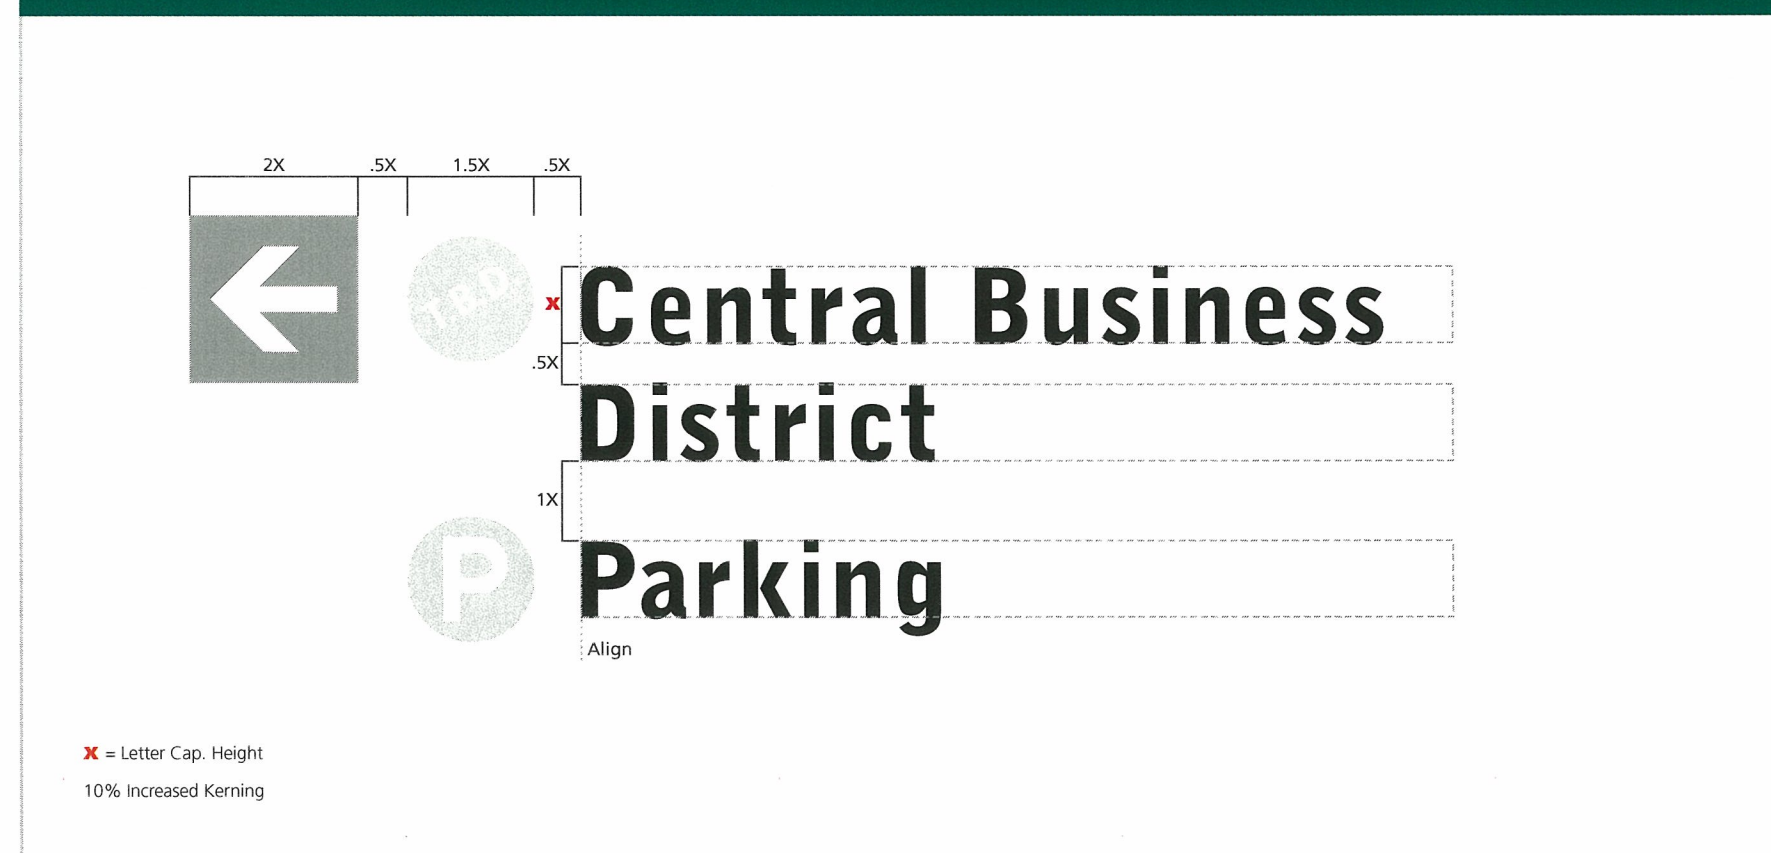 2X .5X 1.5X .5X
T.B.D
X Central Business
.5X
District
1X
P Parking
Align
X = Letter Cap. Height
10% Increased Kerning